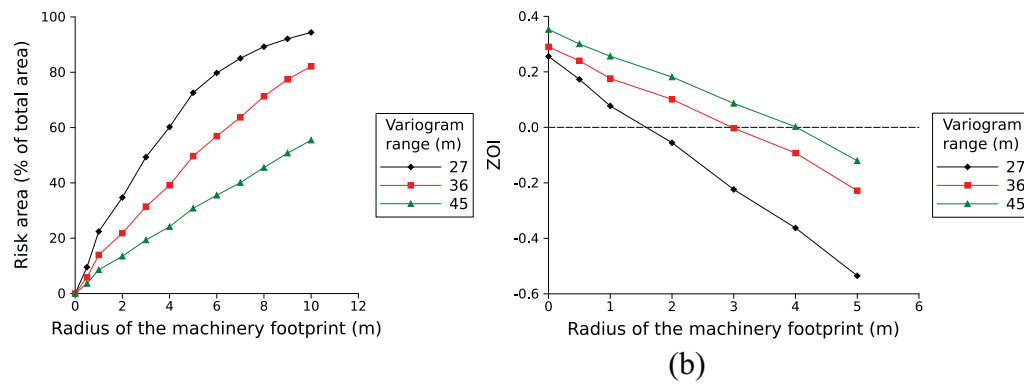 100
80
60
40
20
0
Risk area (% of total area)
0 2 4 6 8 10 12
Radius of the machinery footprint (m)
Variogram
range (m)
27
36
45
0.4
0.2
0.0
-0.2
-0.4
-0.6
ZOI
0 1 2 3 4 5 6
Radius of the machinery footprint (m)
Variogram
range (m)
27
36
45
(b)